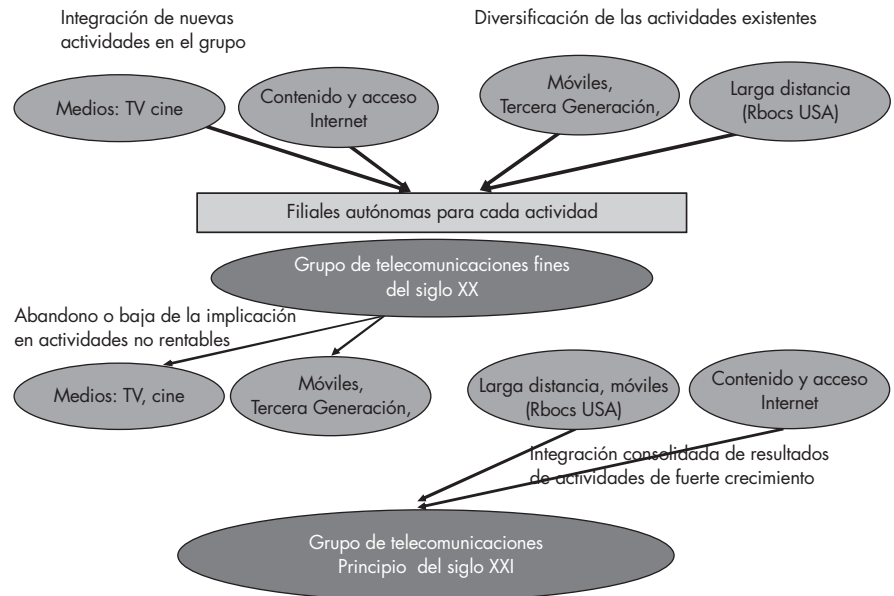 Integración de nuevas
actividades en el grupo
Diversificación de las actividades existentes
Medios: TV cine
Contenido y acceso
Internet
Móviles,
Tercera Generación,
Larga distancia
(Rbocs USA)
Filiales autónomas para cada actividad
Grupo de telecomunicaciones fines
del siglo XX
Abandono o baja de la implicación
en actividades no rentables
Medios: TV, cine
Móviles,
Tercera Generación,
Larga distancia, móviles
(Rbocs USA)
Contenido y acceso
Internet
Integración consolidada de resultados
de actividades de fuerte crecimiento
Grupo de telecomunicaciones
Principio del siglo XXI